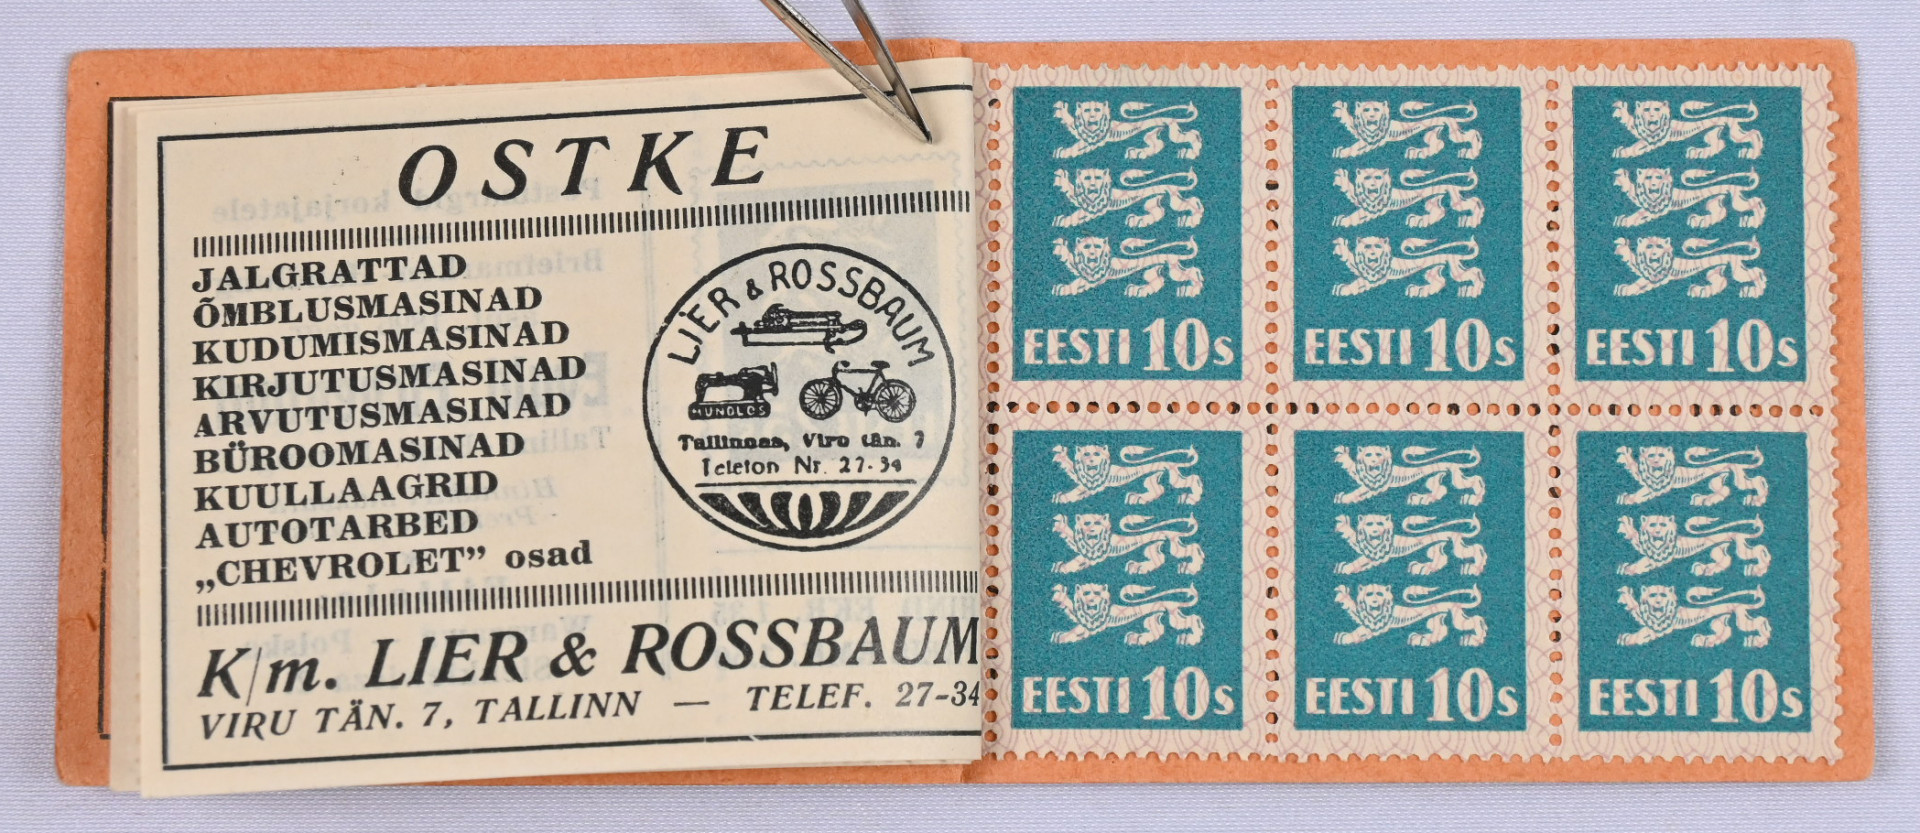 OSTKE
JALGRATTAD
ÕMBLUSMASINAD
KUDUMISMASINAD
KIRJUTUSMASINAD
ARVUTUSMASINAD
BÜROOMASINAD
KUULLAAGRID
AUTOTARBED
„CHEVROLET” osad
LIER & ROSSBAUM
MUNDLOS
Tallinnas, Viru tän. 7
Telefon Nr. 27-34
K/m. LIER & ROSSBAUM
VIRU TÄN. 7, TALLINN — TELEF. 27-34
EESTI 10s
EESTI 10s
EESTI 10s
EESTI 10s
EESTI 10s
EESTI 10s